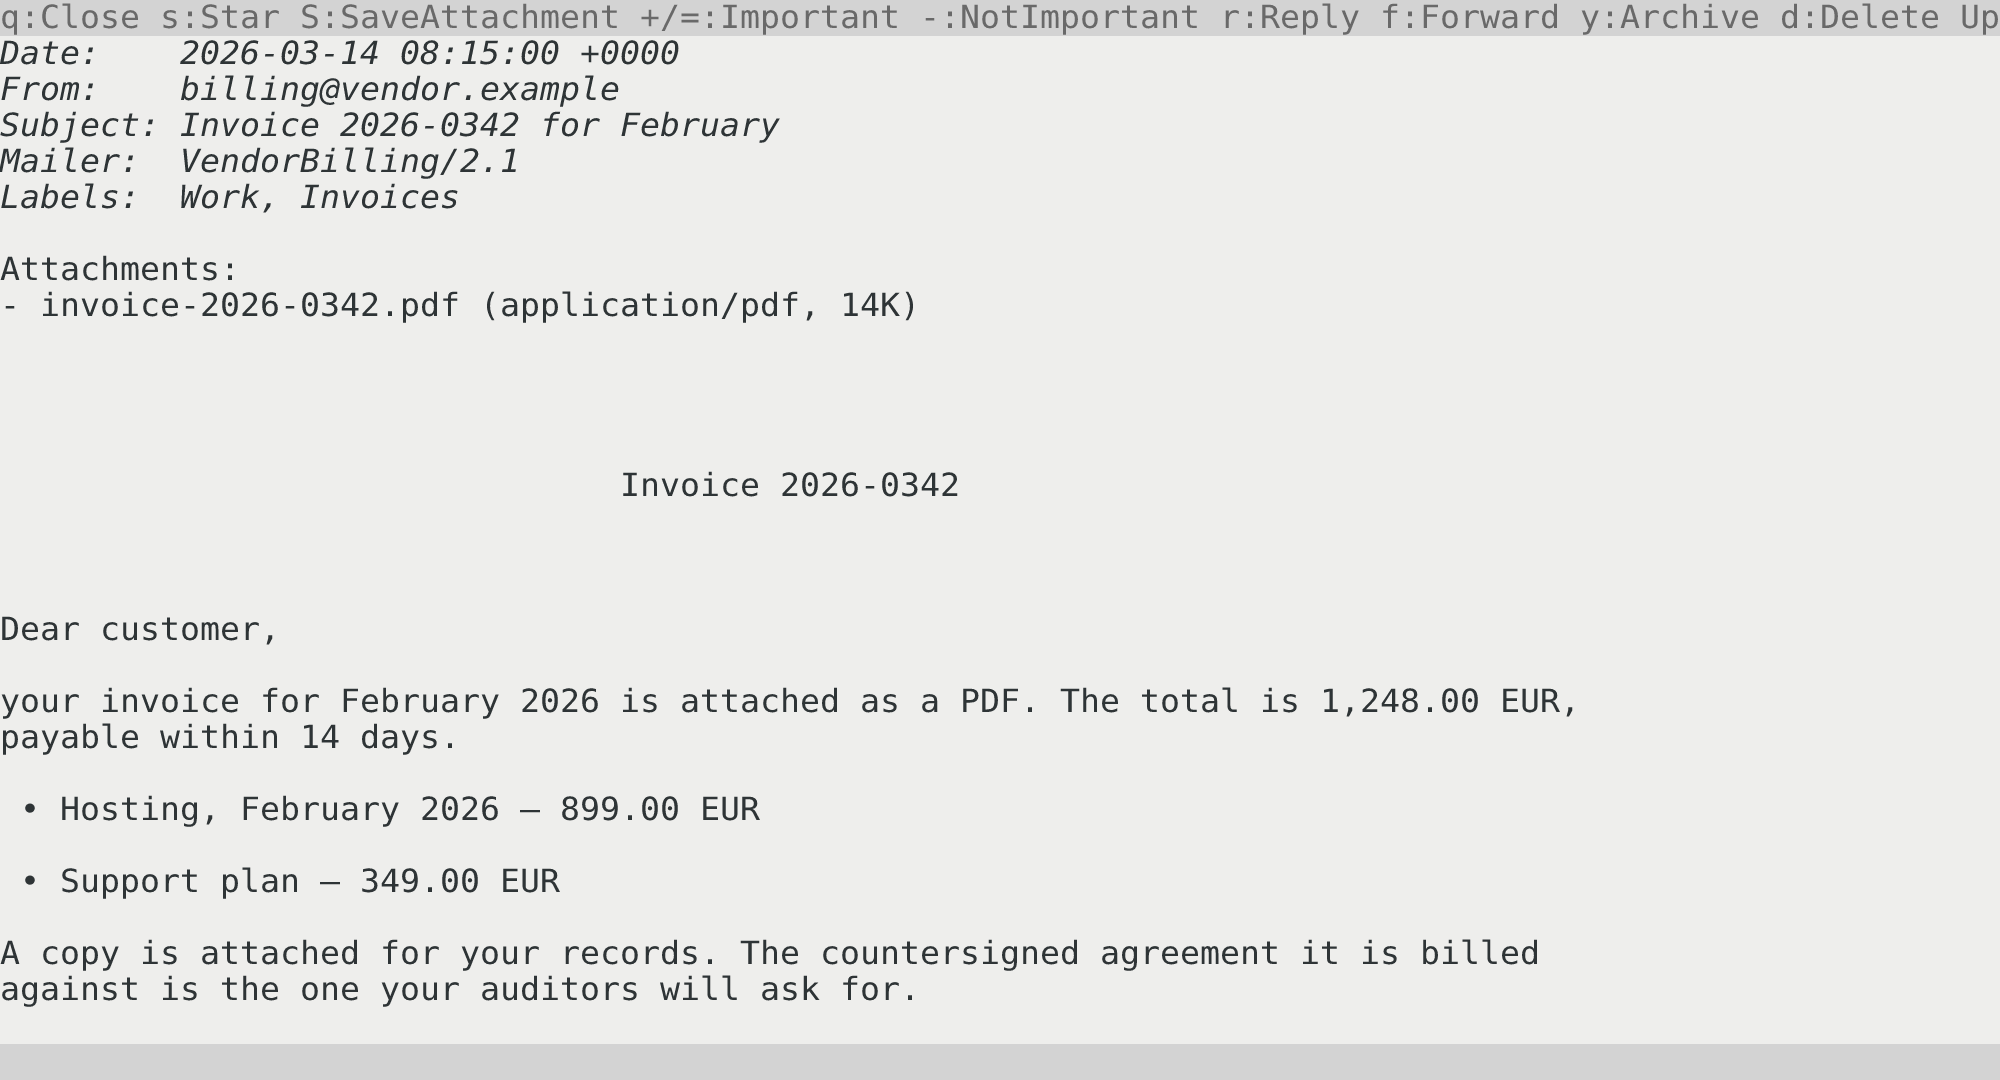 q:Close s:Star S:SaveAttachment +/=:Important -:NotImportant r:Reply f:Forward y:Archive d:Delete Up
Date:    2026-03-14 08:15:00 +0000
From:    billing@vendor.example
Subject: Invoice 2026-0342 for February
Mailer:  VendorBilling/2.1
Labels:  Work, Invoices
Attachments:
- invoice-2026-0342.pdf (application/pdf, 14K)
Invoice 2026-0342
Dear customer,
your invoice for February 2026 is attached as a PDF. The total is 1,248.00 EUR,
payable within 14 days.
• Hosting, February 2026 — 899.00 EUR
• Support plan — 349.00 EUR
A copy is attached for your records. The countersigned agreement it is billed
against is the one your auditors will ask for.